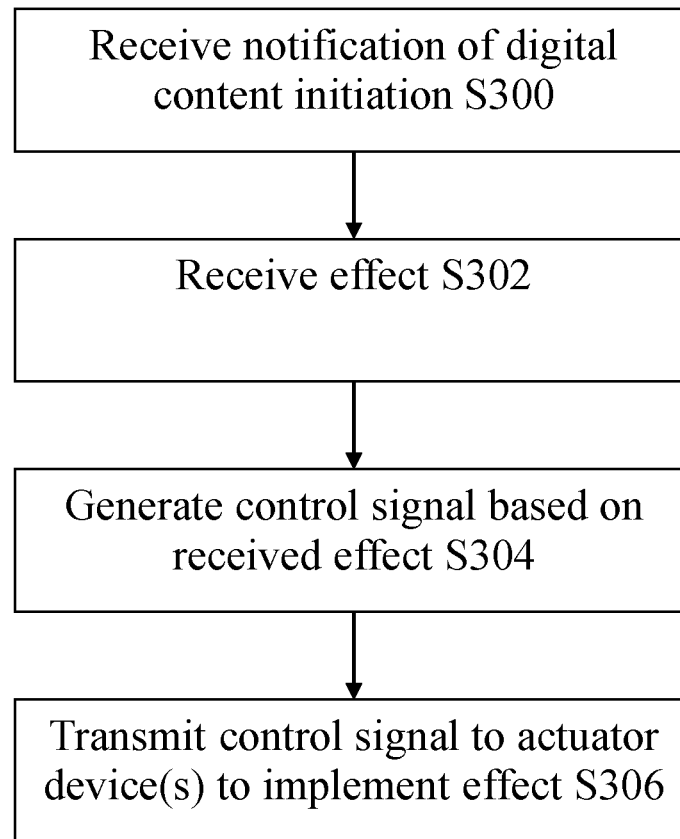 Receive notification of digital
content initiation S300
Receive effect S302
Generate control signal based on
received effect S304
Transmit control signal to actuator
device(s) to implement effect S306